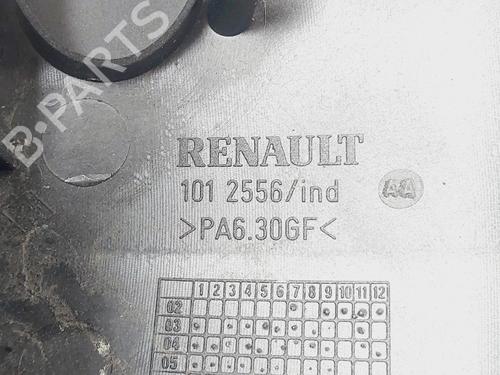 B-PARTS
RENAULT
101 2556/ind AA
>PA6.30GF<
1 2 3 4 5 6 7 8 9 10 11 12
02
03
04
05